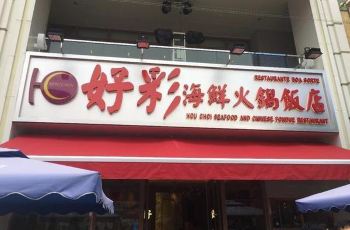 RESTAURANTE BOA SORTE
好彩海鮮火鍋飯店
HOU CHOI SEAFOOD AND CHINESE FONDUE RESTAURANT